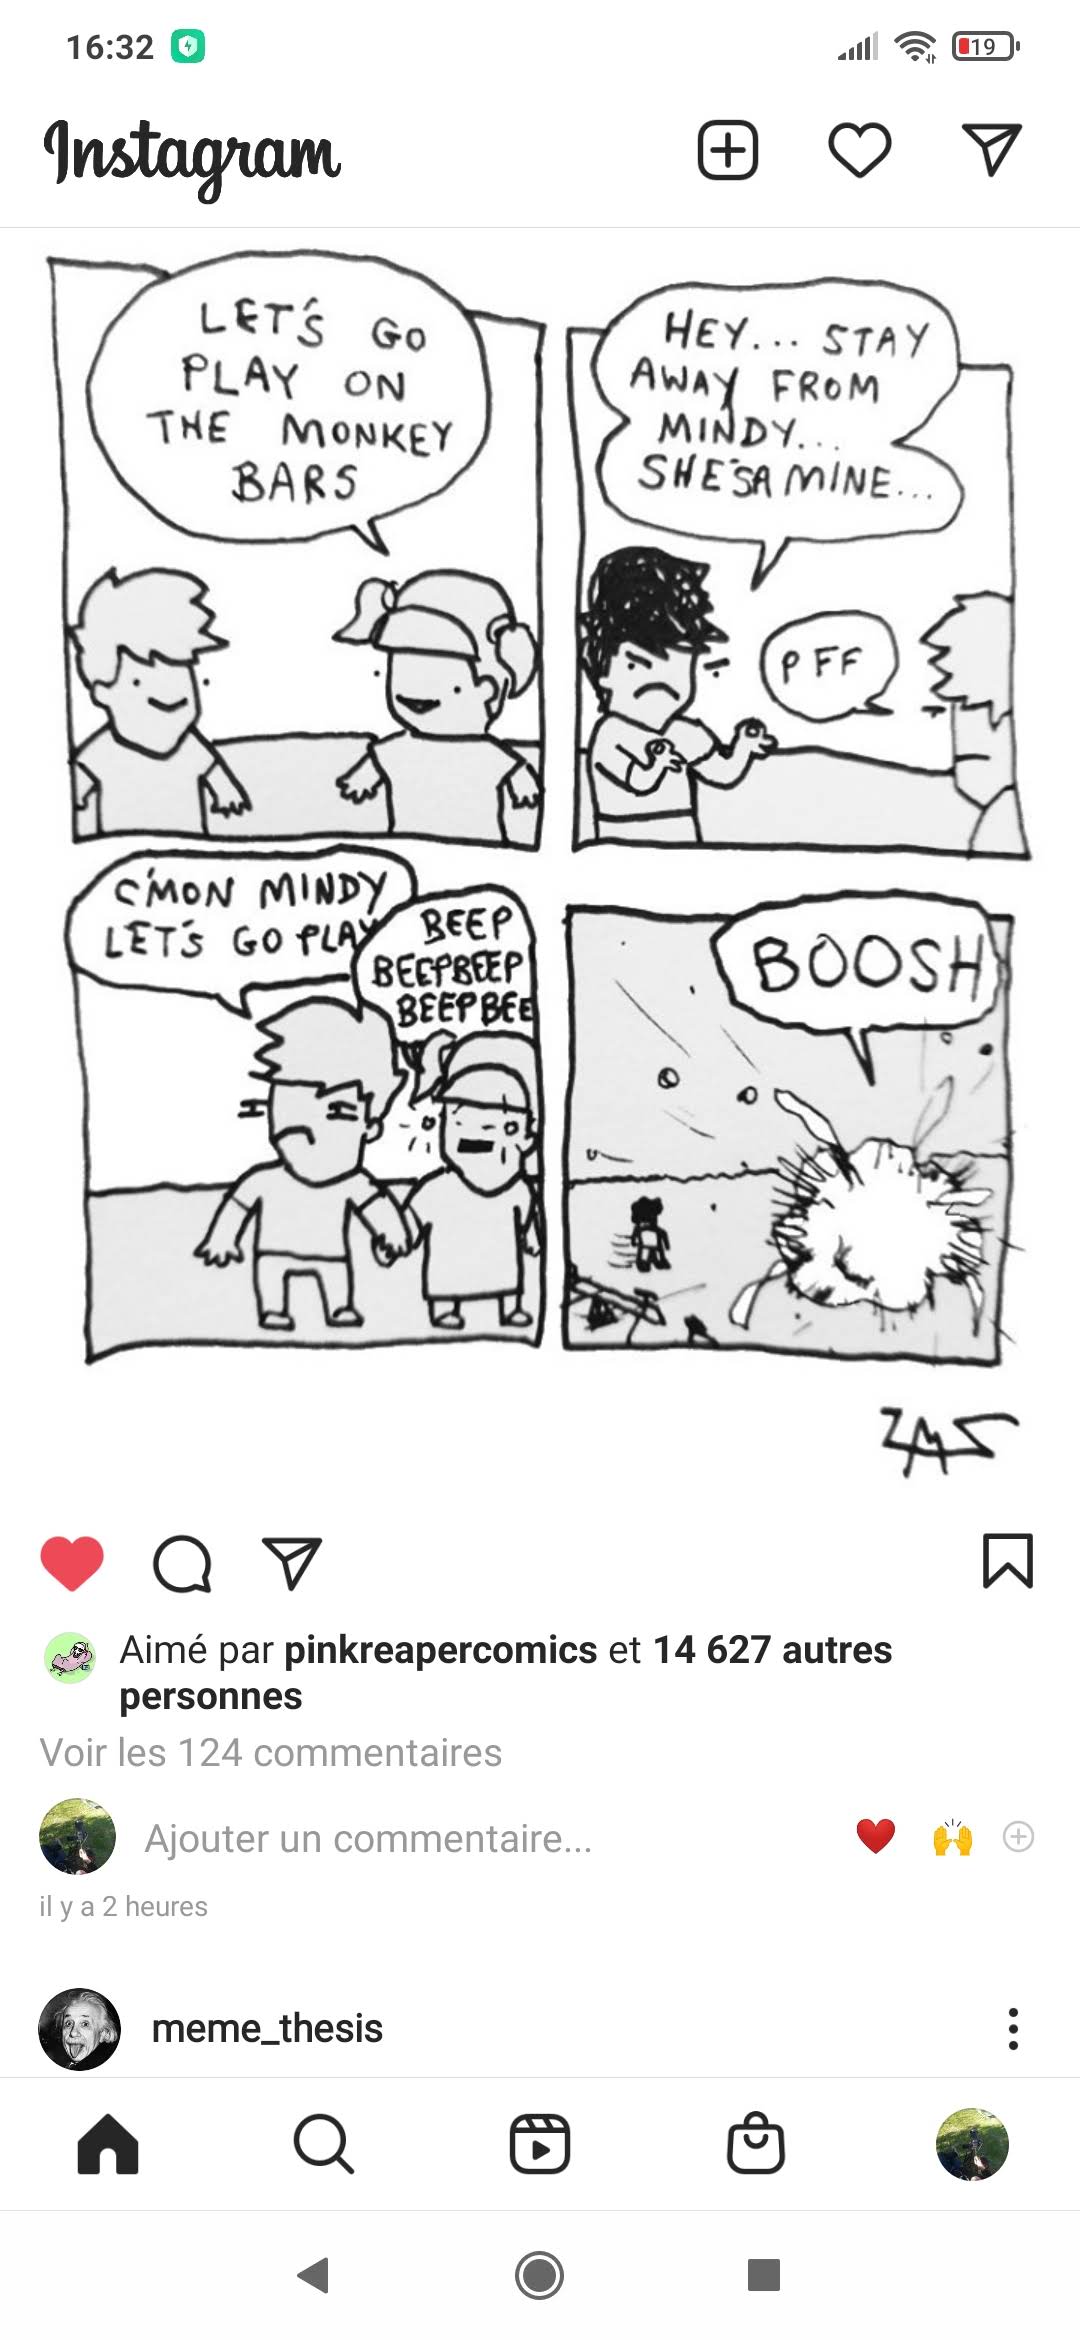 16:32
19
Instagram
LET'S GO
PLAY ON
THE MONKEY
BARS
HEY... STAY
AWAY FROM
MINDY...
SHE'SA MINE...
PFF
C'MON MINDY
LET'S GO PLAY
BEEP
BEEPBEEP
BEEPBEE
BOOSH
ZAS
Aimé par pinkreapercomics et 14 627 autres
personnes
Voir les 124 commentaires
Ajouter un commentaire...
il y a 2 heures
meme_thesis